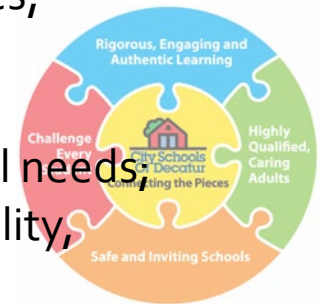 Rigorous, Engaging and
Authentic Learning
Challenge
Every
Highly
Qualified,
Caring
Adults
City Schools
Of Decatur
Connecting the Pieces
l needs;
lity,
Safe and Inviting Schools